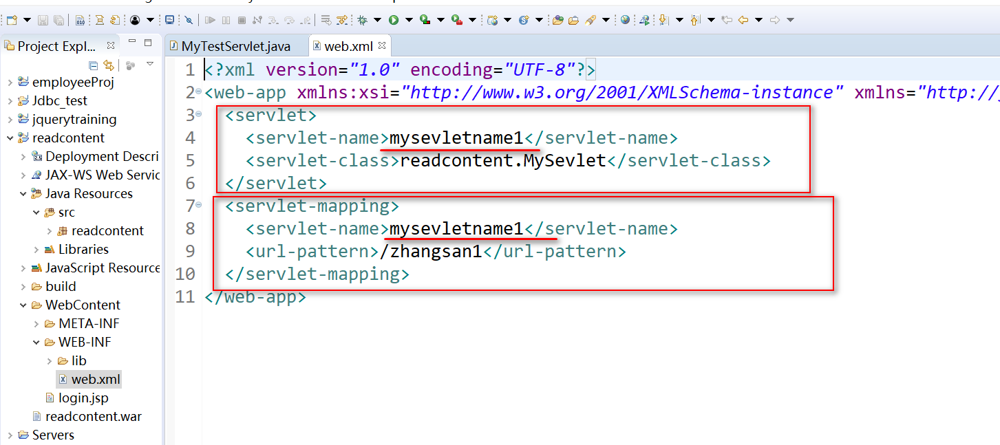 Project Expl...
MyTestServlet.java
web.xml
employeeProj
Jdbc_test
jquerytraining
readcontent
Deployment Descri
JAX-WS Web Servic
Java Resources
src
readcontent
Libraries
JavaScript Resource
build
WebContent
META-INF
WEB-INF
lib
web.xml
login.jsp
readcontent.war
Servers
1 <?xml version="1.0" encoding="UTF-8"?>
2 <web-app xmlns:xsi="http://www.w3.org/2001/XMLSchema-instance" xmlns="http://j
3 <servlet>
4 <servlet-name>mysevletname1</servlet-name>
5 <servlet-class>readcontent.MySevlet</servlet-class>
6 </servlet>
7 <servlet-mapping>
8 <servlet-name>mysevletname1</servlet-name>
9 <url-pattern>/zhangsan1</url-pattern>
10 </servlet-mapping>
11 </web-app>